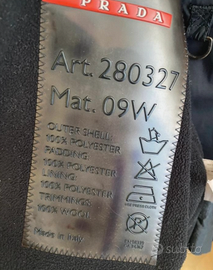 PRADA
Art. 280327
Mat. 09W
OUTER SHELL:
100% POLYESTER
PADDING:
100% POLYESTER
LINING:
100% POLYESTER
TRIMMINGS:
100% WOOL
Made in Italy
subito